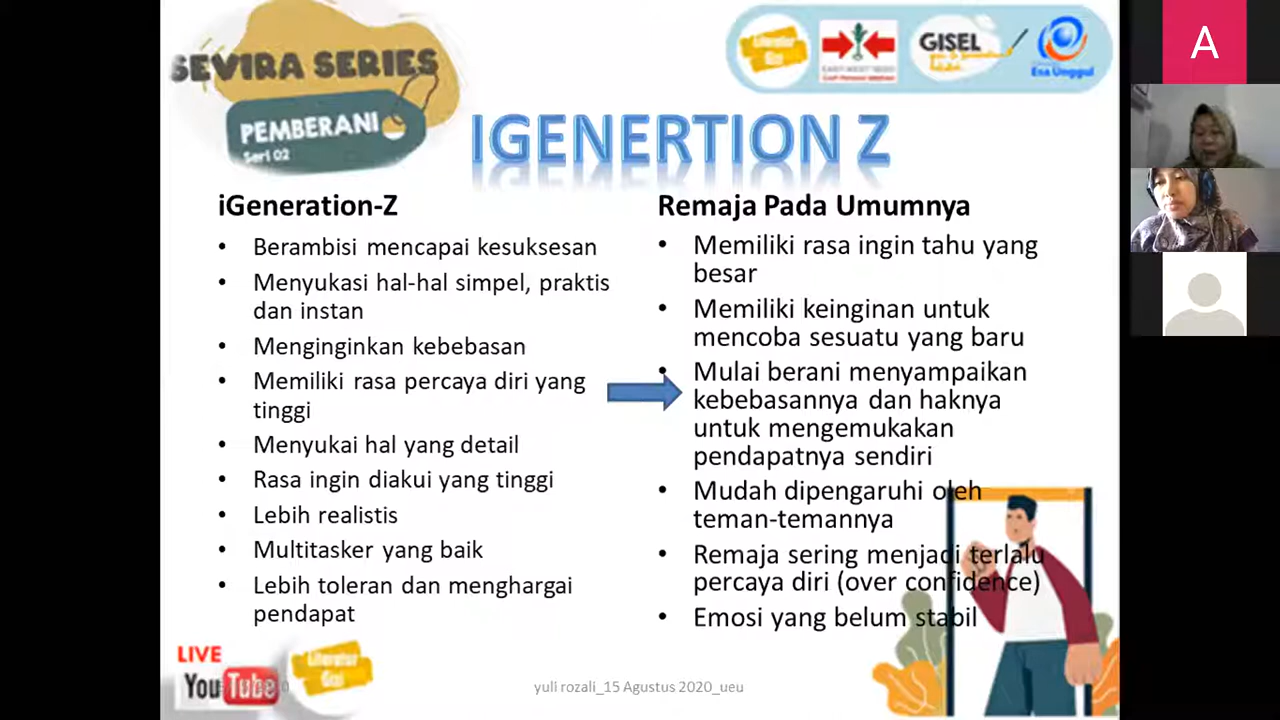 SEVIRA SERIES
PEMBERANI
Seri 02
Literatur
Gizi
GISEL
Esa Unggul
IGENERTION Z
iGeneration-Z
• Berambisi mencapai kesuksesan
• Menyukasi hal-hal simpel, praktis
dan instan
• Menginginkan kebebasan
• Memiliki rasa percaya diri yang
tinggi
• Menyukai hal yang detail
• Rasa ingin diakui yang tinggi
• Lebih realistis
• Multitasker yang baik
• Lebih toleran dan menghargai
pendapat
Remaja Pada Umumnya
• Memiliki rasa ingin tahu yang
besar
• Memiliki keinginan untuk
mencoba sesuatu yang baru
• Mulai berani menyampaikan
kebebasannya dan haknya
untuk mengemukakan
pendapatnya sendiri
• Mudah dipengaruhi oleh
teman-temannya
• Remaja sering menjadi terlalu
percaya diri (over confidence)
• Emosi yang belum stabil
LIVE
YouTube
Literatur
Gizi
yuli rozali_15 Agustus 2020_ueu
A